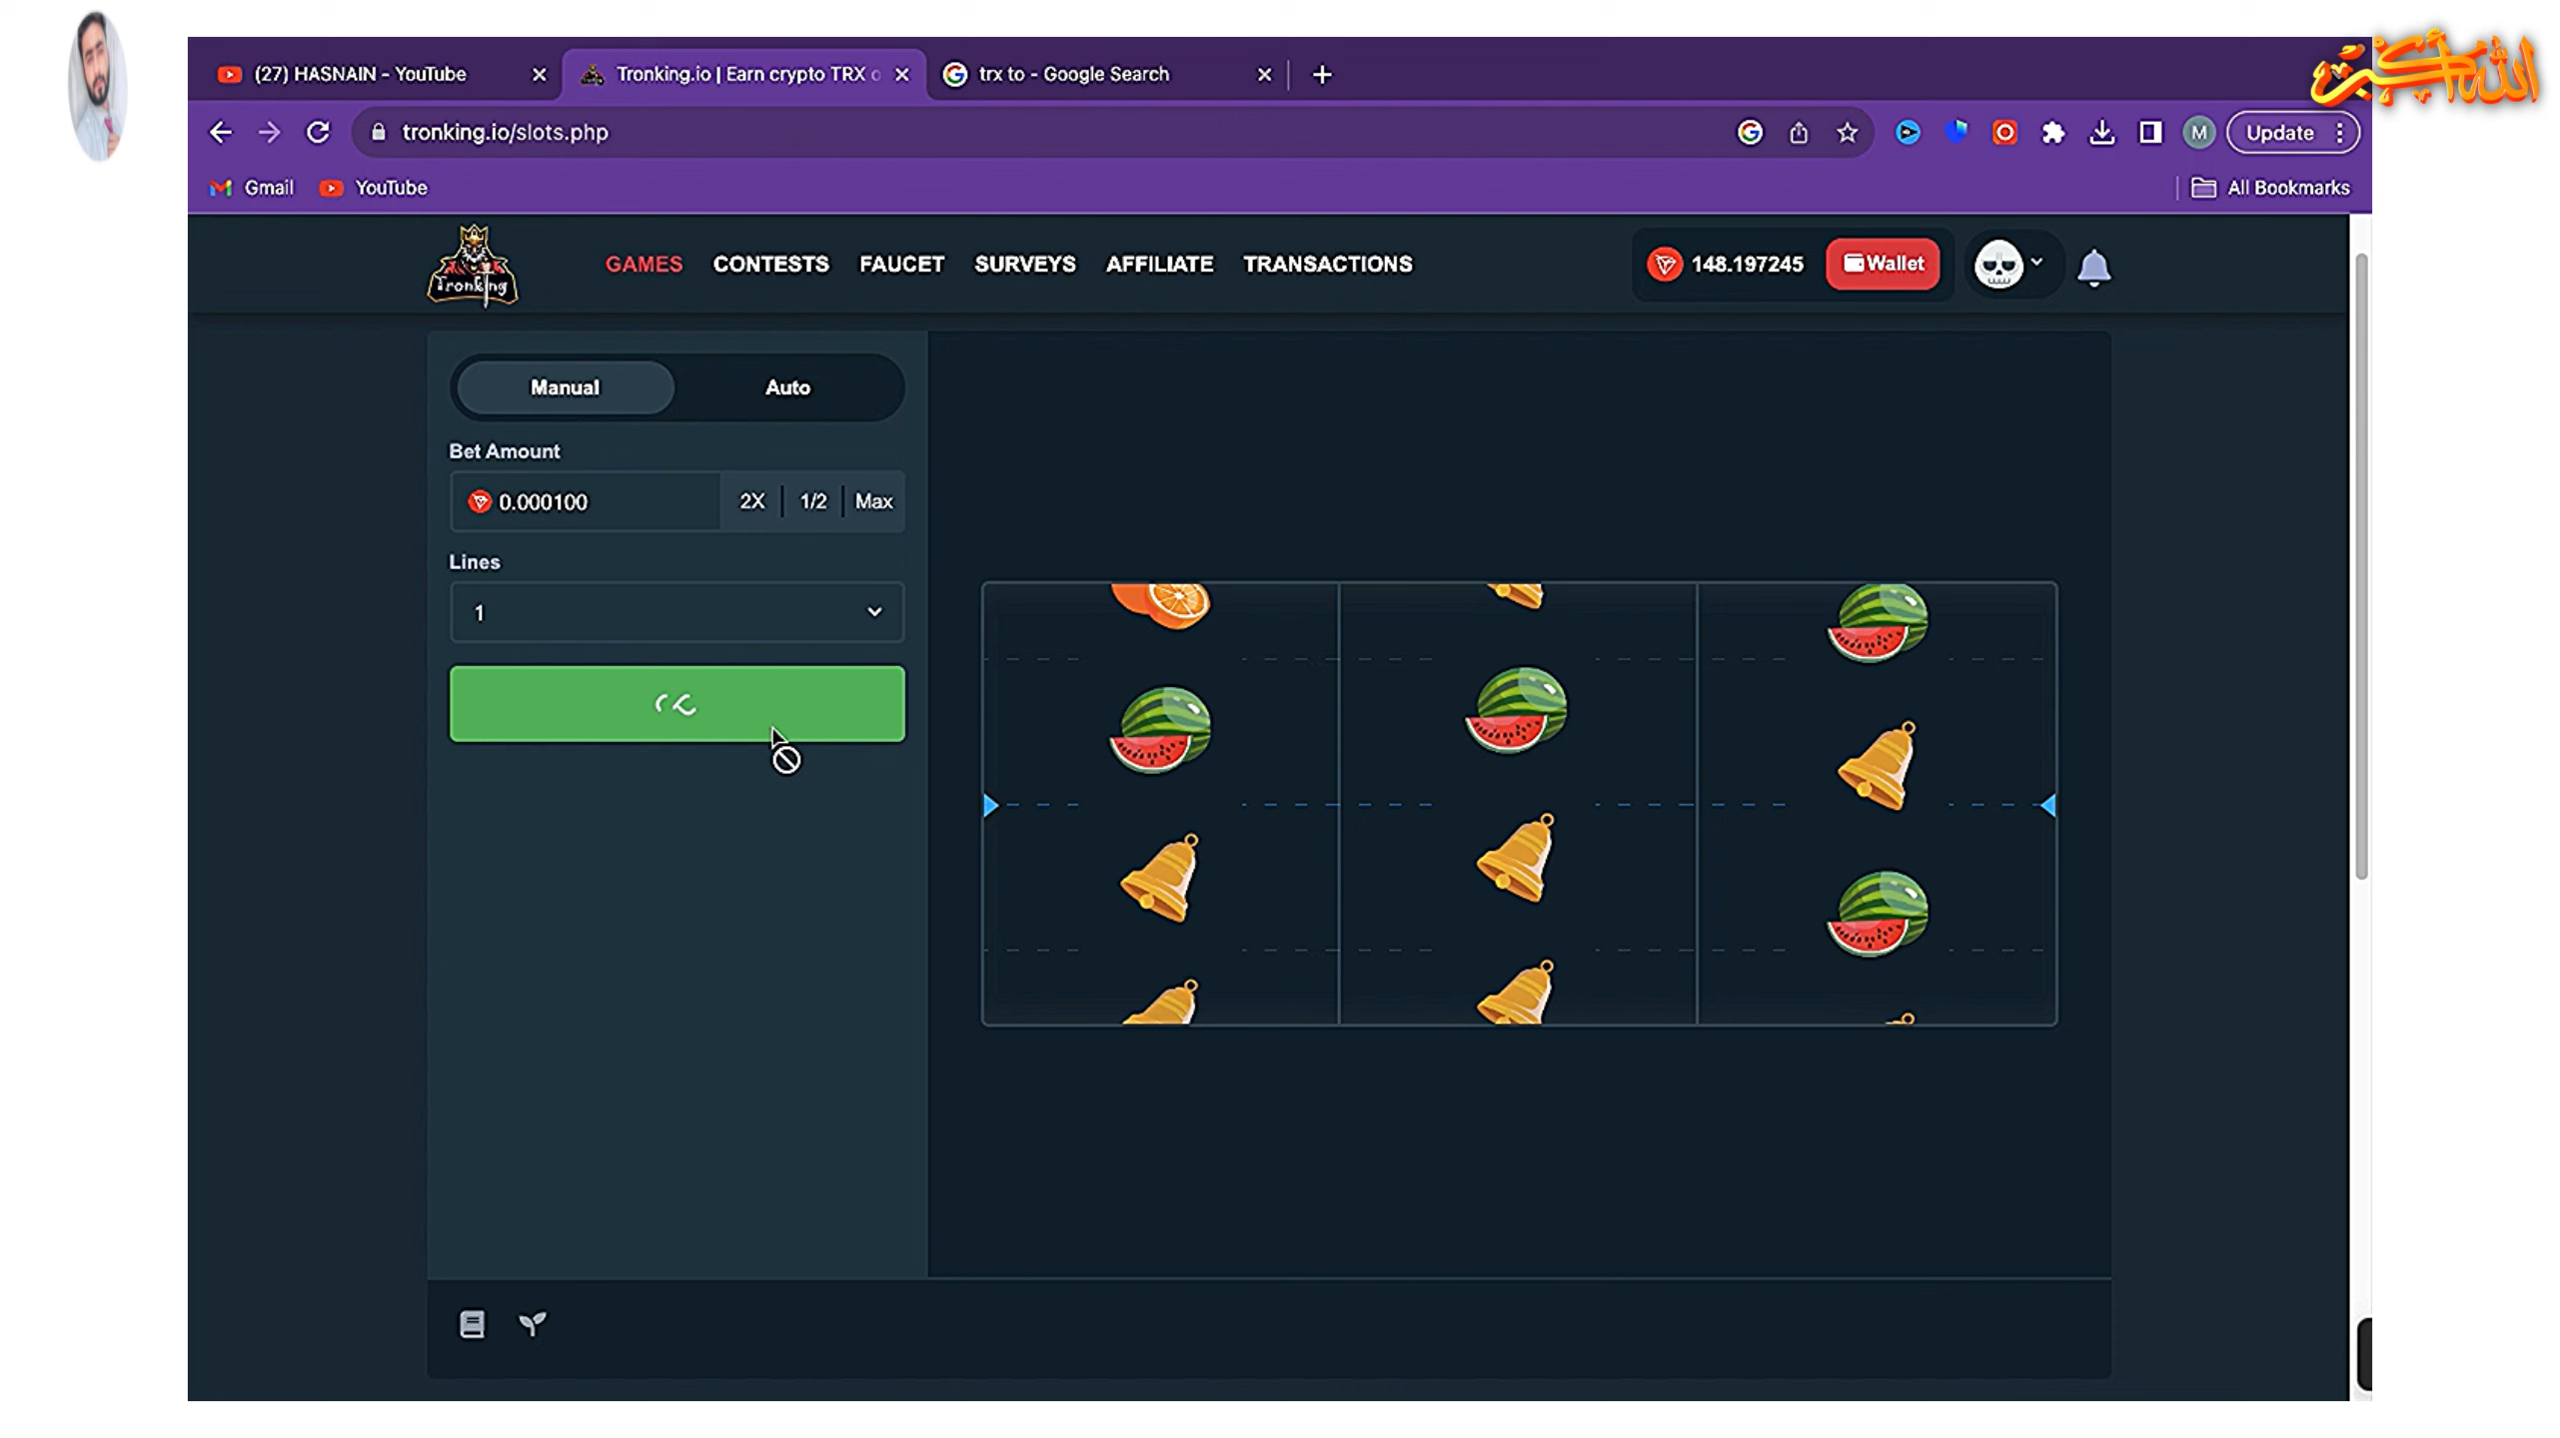 الله أكبر
(27) HASNAIN - YouTube
Tronking.io | Earn crypto TRX o
trx to - Google Search
tronking.io/slots.php
M
Update
Gmail
YouTube
All Bookmarks
Tronking
GAMES
CONTESTS
FAUCET
SURVEYS
AFFILIATE
TRANSACTIONS
148.197245
Wallet
Manual
Auto
Bet Amount
0.000100
2X
1/2
Max
Lines
1